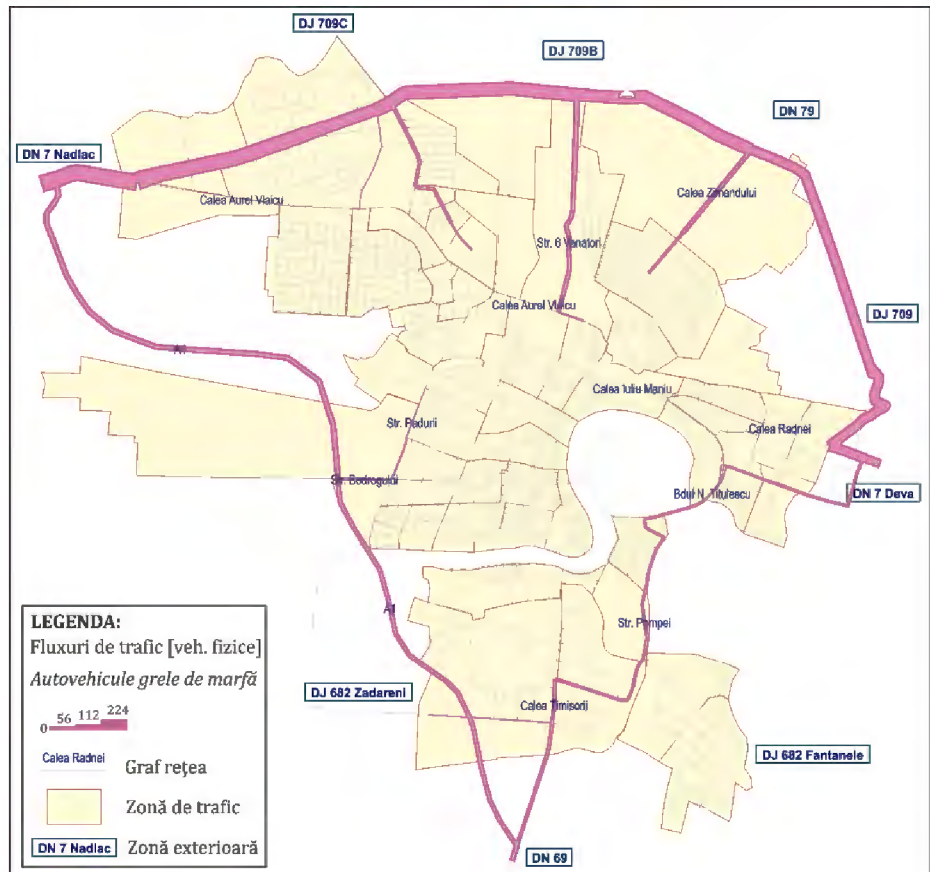 DJ 709C
DJ 709B
DN 79
DN 7 Nadlac
Calea Zimandului
Calea Aurel Vlaicu
Str. 6 Vanatori
Calea Aurel Vlaicu
DJ 709
Calea Iuliu Maniu
Str. Padurii
Calea Radnei
Str. Bodrogului
Bdul N. Titulescu
DN 7 Deva
A1
Str. Pompei
DJ 682 Zadareni
Calea Timisorii
DJ 682 Fantanele
DN 69
LEGENDA:
Fluxuri de trafic [veh. fizice]
Autovehicule grele de marfă
0 56 112 224
Calea Radnei Graf rețea
Zonă de trafic
DN 7 Nadlac Zonă exterioară